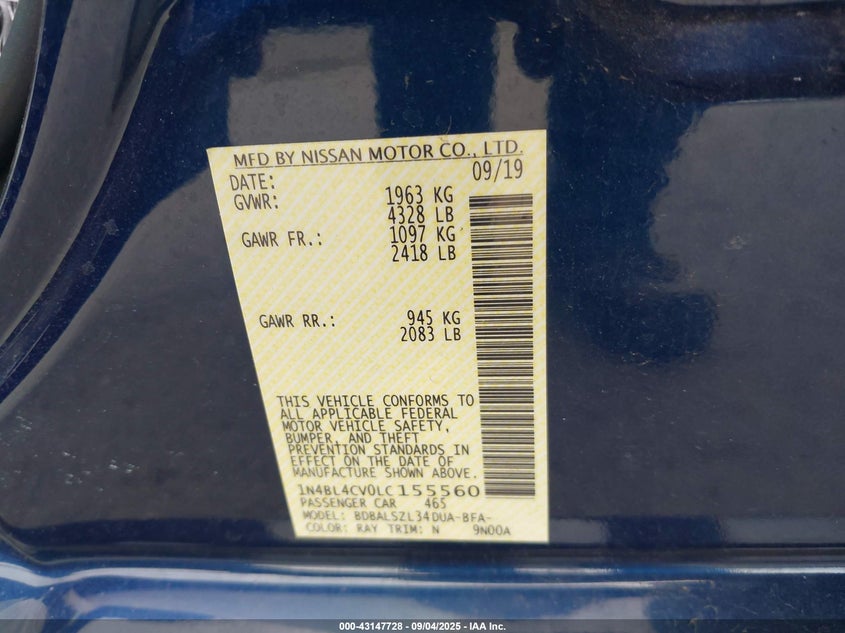 MFD BY NISSAN MOTOR CO., LTD.
DATE: 09/19
GVWR: 1963 KG
4328 LB
GAWR FR.: 1097 KG
2418 LB
GAWR RR.: 945 KG
2083 LB
THIS VEHICLE CONFORMS TO
ALL APPLICABLE FEDERAL
MOTOR VEHICLE SAFETY,
BUMPER, AND THEFT
PREVENTION STANDARDS IN
EFFECT ON THE DATE OF
MANUFACTURE SHOWN ABOVE.
1N4BL4CV0LC155560
PASSENGER CAR 465
MODEL: BDBALSZL34DUA-BFA-
COLOR: RAY TRIM: N 9N00A
000-43147728 - 09/04/2025 - IAA Inc.